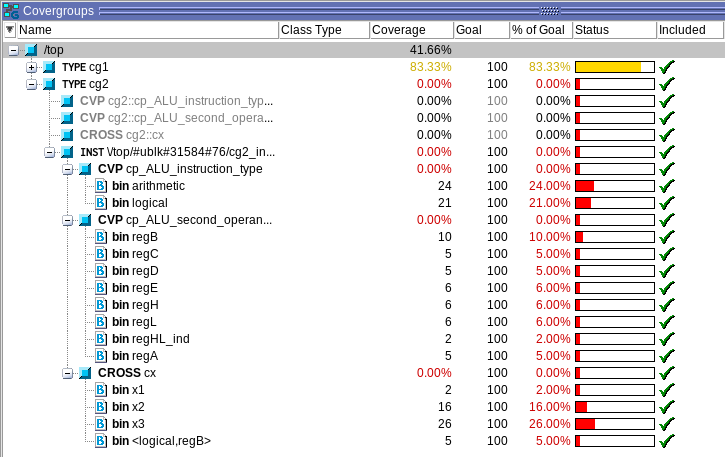 Covergroups
Name Class Type Coverage Goal % of Goal Status Included
/top 41.66%
TYPE cg1 83.33% 100 83.33%
TYPE cg2 0.00% 100 0.00%
CVP cg2::cp_ALU_instruction_typ... 0.00% 100 0.00%
CVP cg2::cp_ALU_second_opera... 0.00% 100 0.00%
CROSS cg2::cx 0.00% 100 0.00%
INST \/top/#ublk#31584#76/cg2_in... 0.00% 100 0.00%
CVP cp_ALU_instruction_type 0.00% 100 0.00%
B bin arithmetic 24 100 24.00%
B bin logical 21 100 21.00%
CVP cp_ALU_second_operan... 0.00% 100 0.00%
B bin regB 10 100 10.00%
B bin regC 5 100 5.00%
B bin regD 5 100 5.00%
B bin regE 6 100 6.00%
B bin regH 6 100 6.00%
B bin regL 6 100 6.00%
B bin regHL_ind 2 100 2.00%
B bin regA 5 100 5.00%
CROSS cx 0.00% 100 0.00%
B bin x1 2 100 2.00%
B bin x2 16 100 16.00%
B bin x3 26 100 26.00%
B bin <logical,regB> 5 100 5.00%